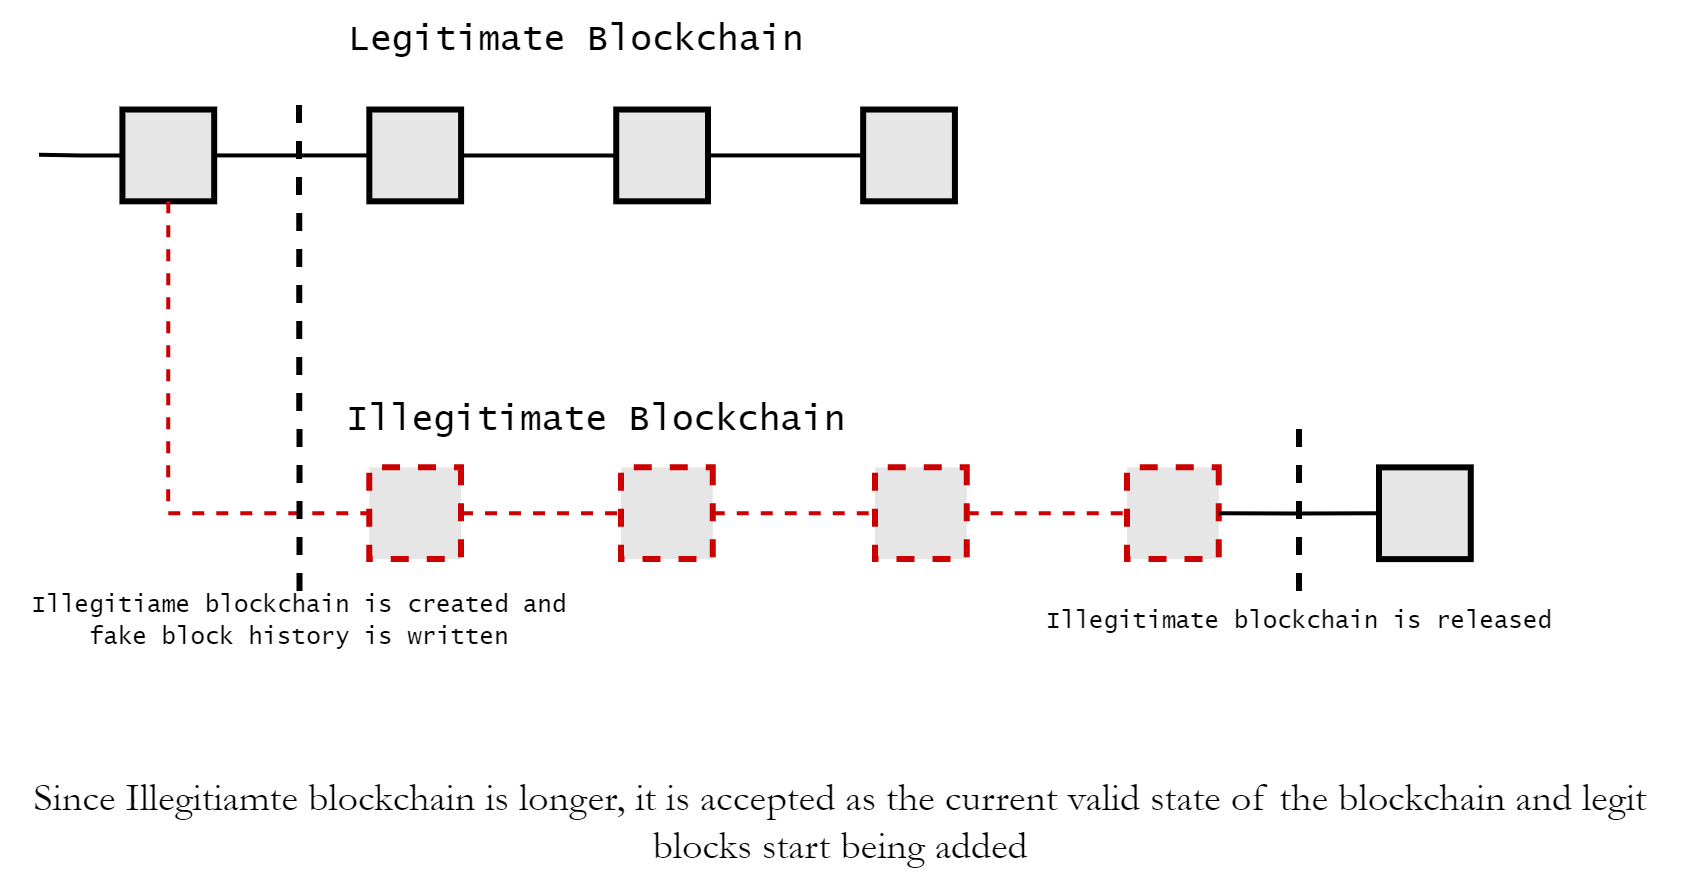 Legitimate Blockchain
Illegitimate Blockchain
Illegitiame blockchain is created and
fake block history is written
Illegitimate blockchain is released
Since Illegitiamte blockchain is longer, it is accepted as the current valid state of the blockchain and legit
blocks start being added